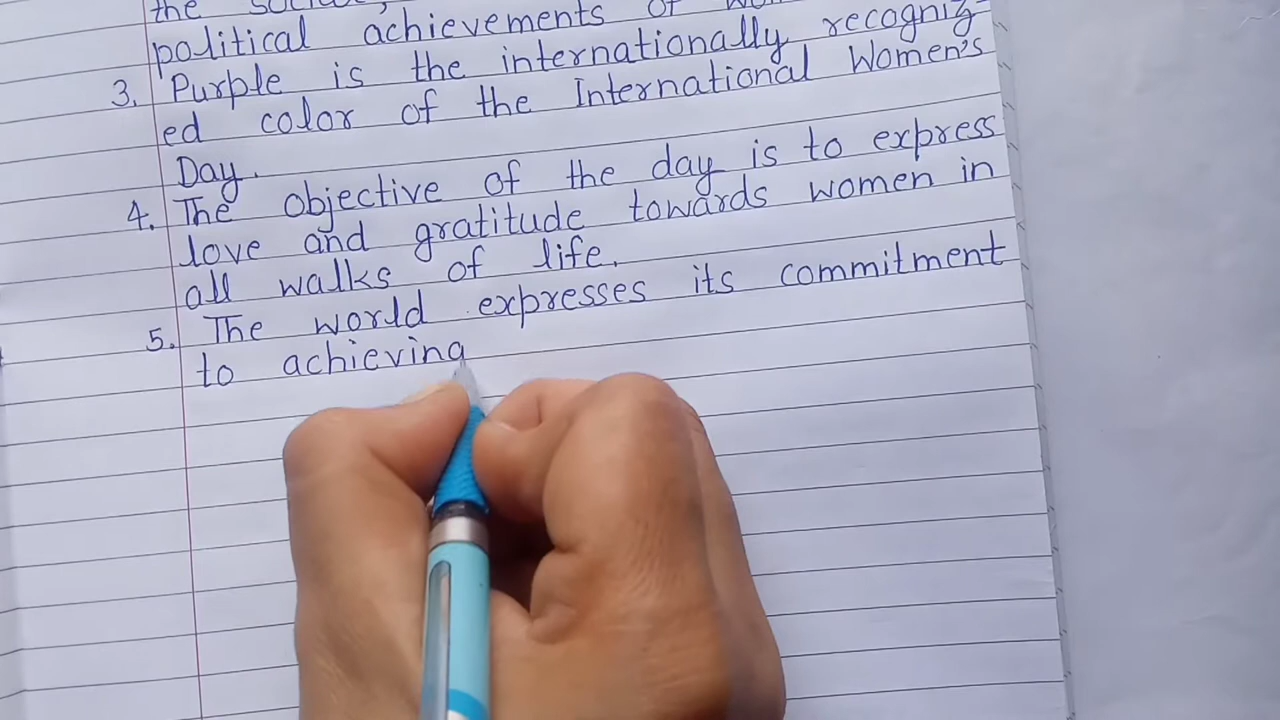 the
political achievements of
3. Purple is the internationally recogniz-
ed color of the International Women's
Day.
4. The objective of the day is to express
love and gratitude towards women in
all walks of life.
5. The world expresses its commitment
to achieving